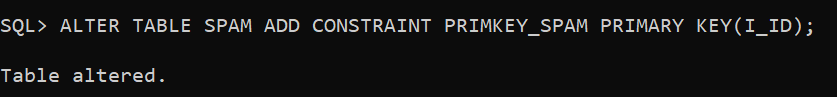 SQL> ALTER TABLE SPAM ADD CONSTRAINT PRIMKEY_SPAM PRIMARY KEY(I_ID);
Table altered.